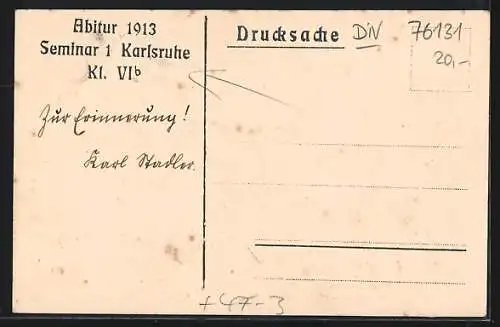 Abitur 1913
Seminar 1 Karlsruhe
Kl. VIb
Zur Erinnerung!
Karl Stadler.
Drucksache
DN
76131
20,-
+47-3